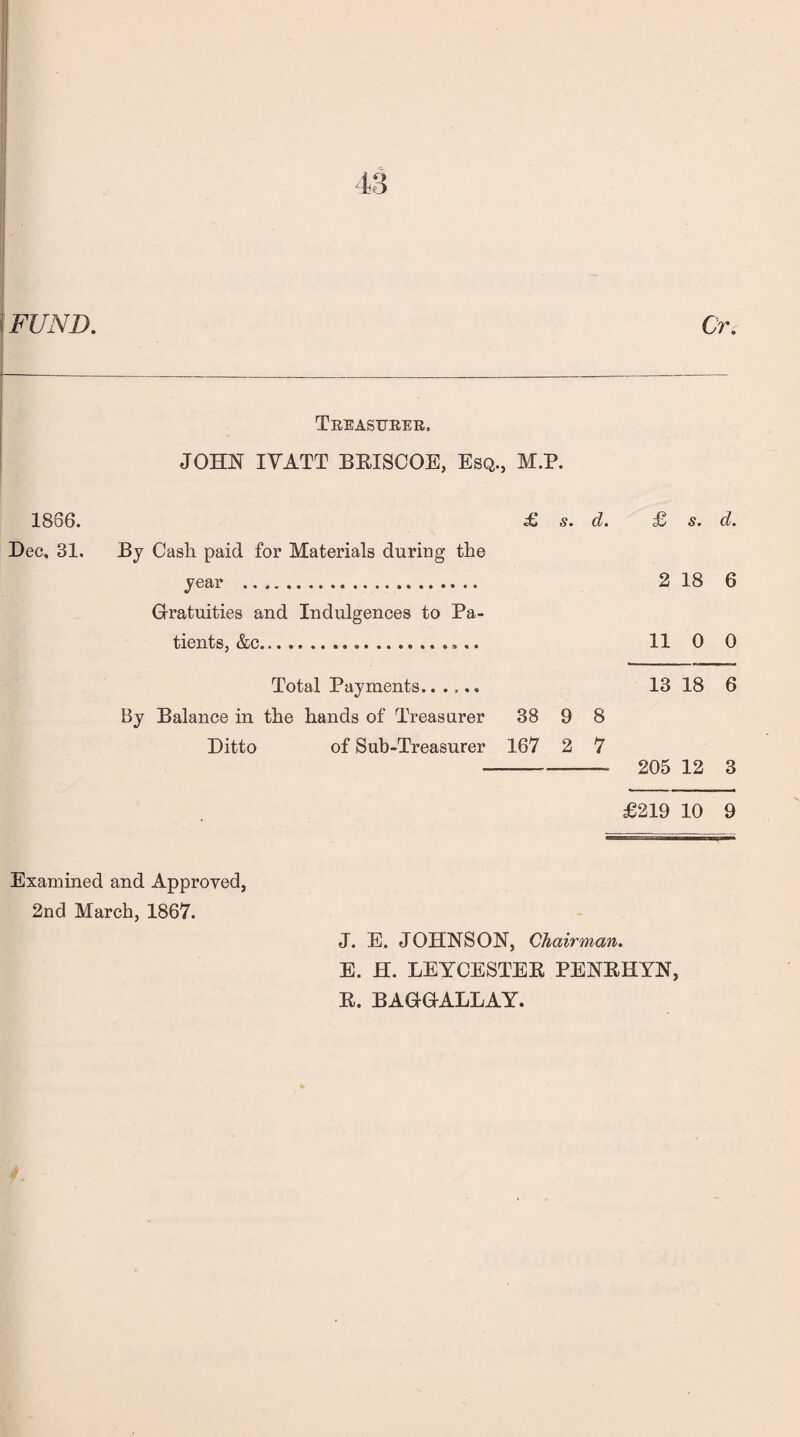 43
FUND. Cr.
TREASURER.
JOHN IVATT BRISCOE, ESQ., M.P.
1866. £ s. d. £ s. d.
Dec. 31. By Cash paid for Materials during the
year ........................ 2 18 6
Gratuities and Indulgences to Pa-
tients, &c........................ 11 0 0
Total Payments...... 13 18 6
By Balance in the hands of Treasurer 38 9 8
Ditto of Sub-Treasurer 167 2 7
205 12 3
£219 10 9
Examined and Approved,
2nd March, 1867.
J. E. JOHNSON, Chairman.
E. H. LEYCESTER PENRHYN,
R. BAGGALLAY.